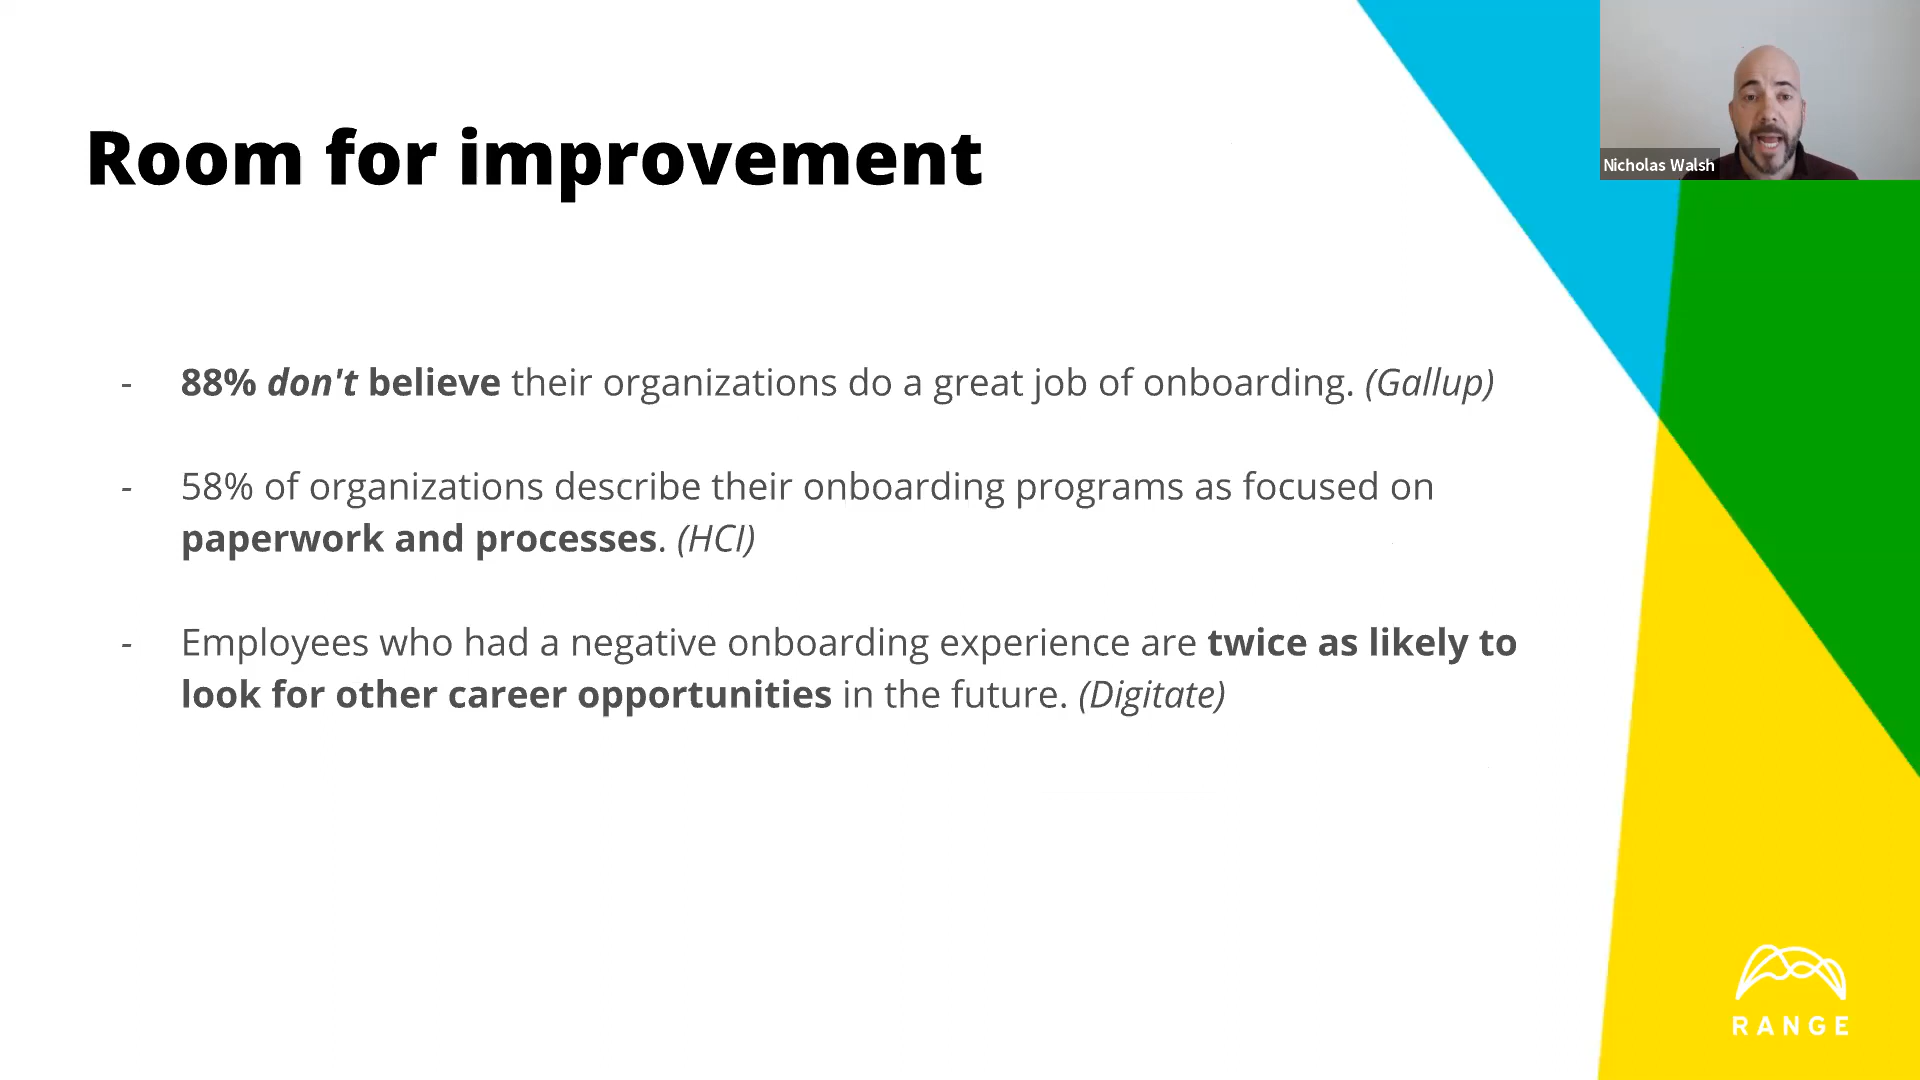 Room for improvement
Nicholas Walsh
- 88% don't believe their organizations do a great job of onboarding. (Gallup)
- 58% of organizations describe their onboarding programs as focused on
paperwork and processes. (HCI)
- Employees who had a negative onboarding experience are twice as likely to
look for other career opportunities in the future. (Digitate)
RANGE